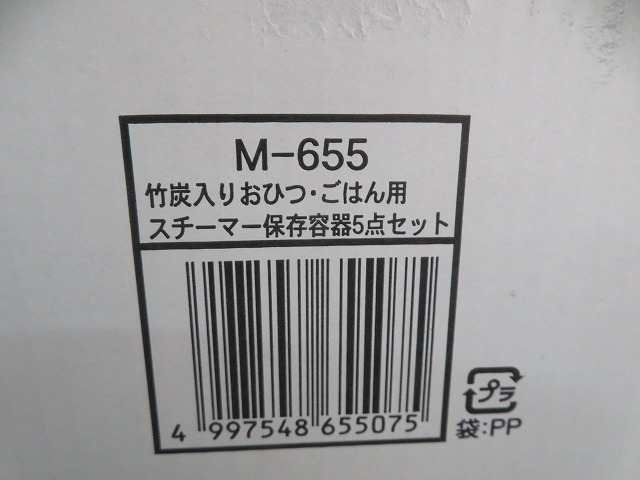 M-655
竹炭入りおひつ・ごはん用
スチーマー保存容器5点セット
4 997548 655075
プラ
袋:PP